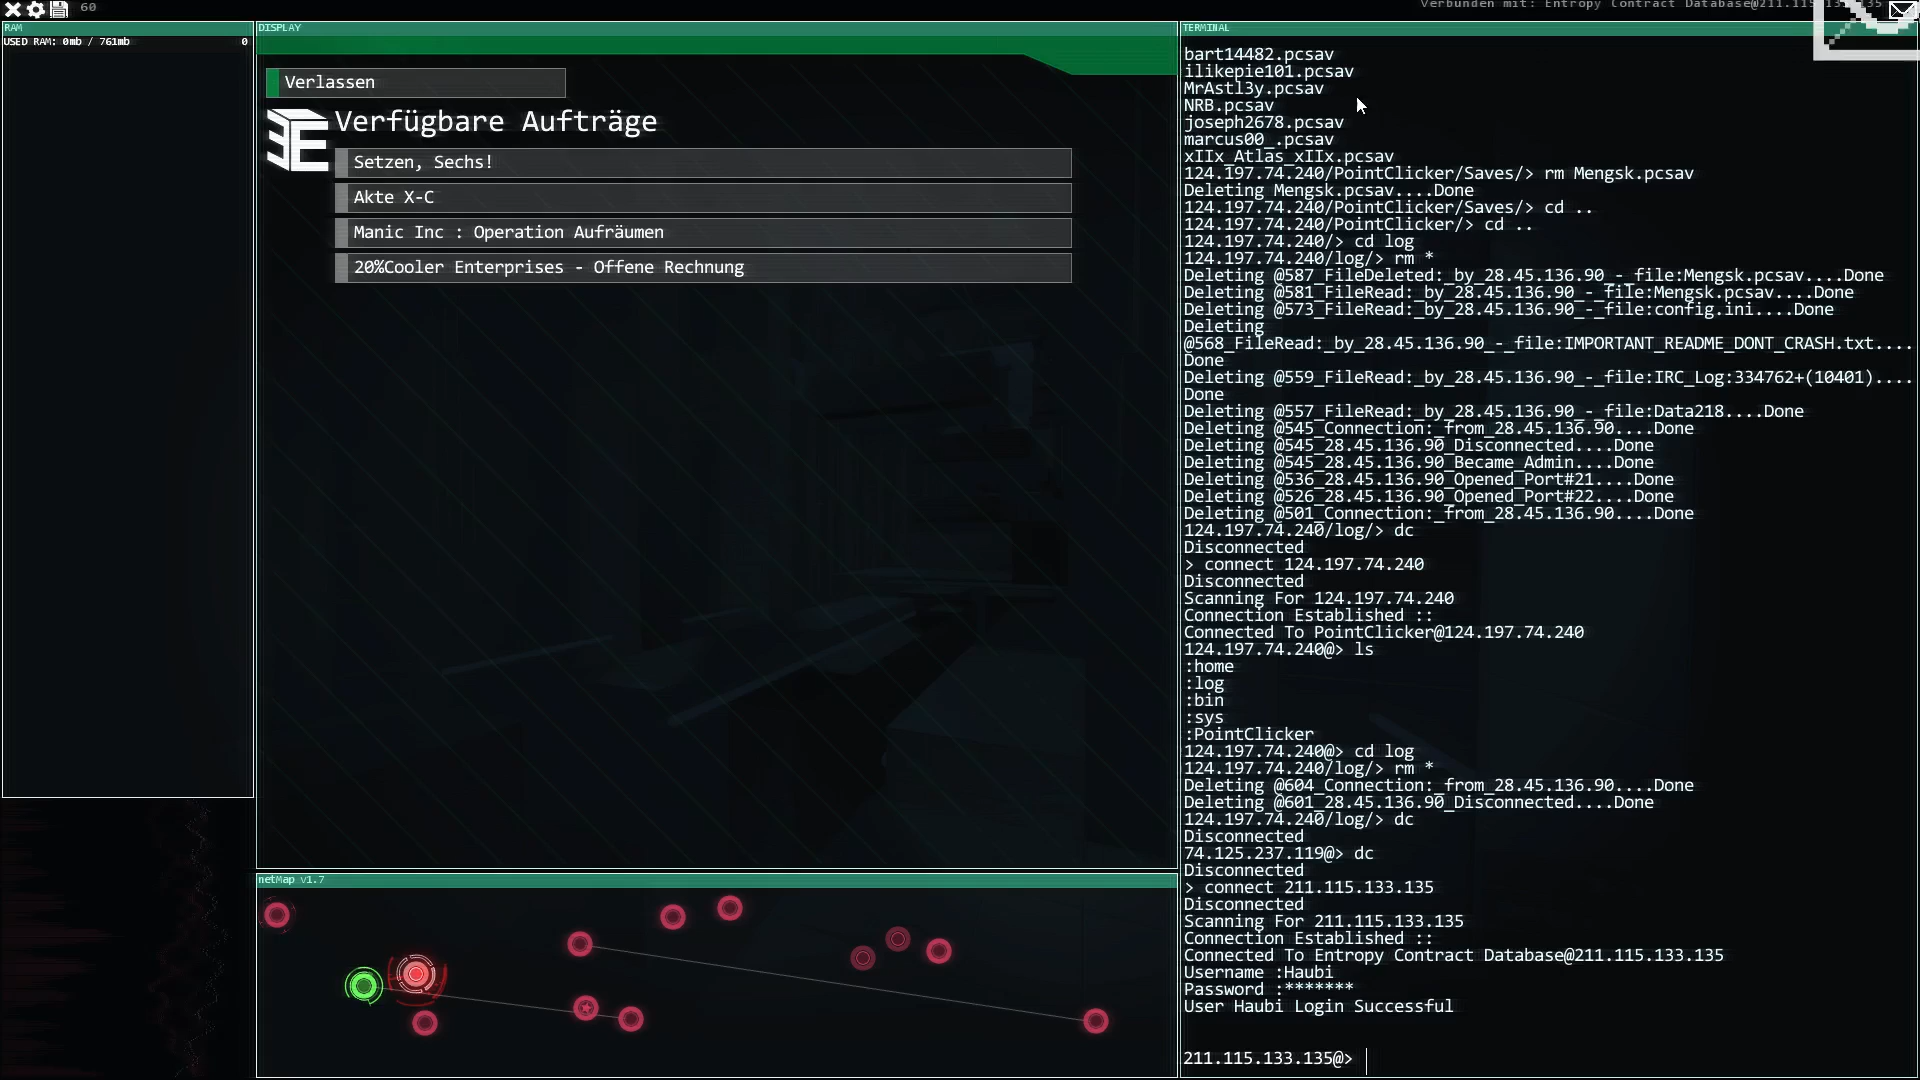 60
Verbunden mit: Entropy Contract Database@211.115.133.135
RAM
USED RAM: 0mb / 761mb
0
DISPLAY
Verlassen
Verfügbare Aufträge
Setzen, Sechs!
Akte X-C
Manic Inc : Operation Aufräumen
20%Cooler Enterprises - Offene Rechnung
netMap v1.7
TERMINAL
bart14482.pcsav
ilikepie101.pcsav
MrAstl3y.pcsav
NRB.pcsav
joseph2678.pcsav
marcus00_.pcsav
xIIx_Atlas_xIIx.pcsav
124.197.74.240/PointClicker/Saves/> rm Mengsk.pcsav
Deleting Mengsk.pcsav....Done
124.197.74.240/PointClicker/Saves/> cd ..
124.197.74.240/PointClicker/> cd ..
124.197.74.240/> cd log
124.197.74.240/log/> rm *
Deleting @587_FileDeleted:_by_28.45.136.90_-_file:Mengsk.pcsav....Done
Deleting @581_FileRead:_by_28.45.136.90_-_file:Mengsk.pcsav....Done
Deleting @573_FileRead:_by_28.45.136.90_-_file:config.ini....Done
Deleting
@568_FileRead:_by_28.45.136.90_-_file:IMPORTANT_README_DONT_CRASH.txt....
Done
Deleting @559_FileRead:_by_28.45.136.90_-_file:IRC_Log:334762+(10401)....
Done
Deleting @557_FileRead:_by_28.45.136.90_-_file:Data218....Done
Deleting @545_Connection:_from_28.45.136.90....Done
Deleting @545_28.45.136.90_Disconnected....Done
Deleting @545_28.45.136.90_Became_Admin....Done
Deleting @536_28.45.136.90_Opened_Port#21....Done
Deleting @526_28.45.136.90_Opened_Port#22....Done
Deleting @501_Connection:_from_28.45.136.90....Done
124.197.74.240/log/> dc
Disconnected
> connect 124.197.74.240
Disconnected
Scanning For 124.197.74.240
Connection Established ::
Connected To PointClicker@124.197.74.240
124.197.74.240@> ls
:home
:log
:bin
:sys
:PointClicker
124.197.74.240@> cd log
124.197.74.240/log/> rm *
Deleting @604_Connection:_from_28.45.136.90....Done
Deleting @601_28.45.136.90_Disconnected....Done
124.197.74.240/log/> dc
Disconnected
74.125.237.119@> dc
Disconnected
> connect 211.115.133.135
Disconnected
Scanning For 211.115.133.135
Connection Established ::
Connected To Entropy Contract Database@211.115.133.135
Username :Haubi
Password :*******
User Haubi Login Successful
211.115.133.135@>